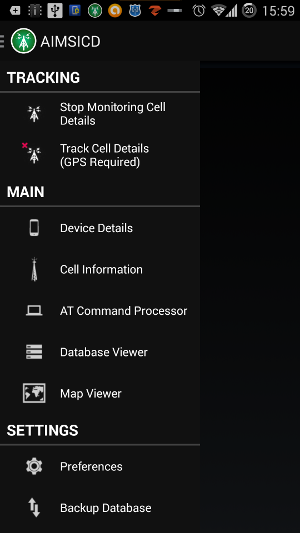 20 15:59
AIMSICD
TRACKING
Stop Monitoring Cell
Details
Track Cell Details
(GPS Required)
MAIN
Device Details
Cell Information
AT Command Processor
Database Viewer
Map Viewer
SETTINGS
Preferences
Backup Database